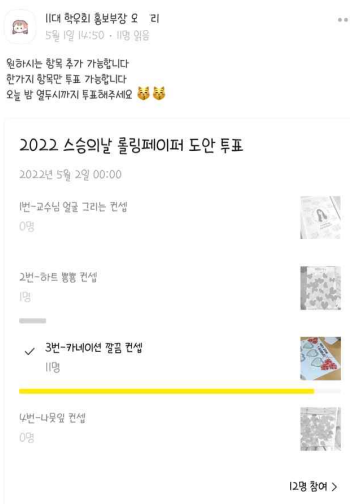 11대 학우회 홍보부장 오 리
5월 1일 14:50 · 11명 읽음
원하시는 항목 추가 가능합니다
한가지 항목만 투표 가능합니다
오늘 밤 열두시까지 투표해주세요 🥳🥳
2022 스승의날 롤링페이퍼 도안 투표
2022년 5월 2일 00:00
1번-교수님 얼굴 그리는 컨셉
0명
2번-하트 뿅뿅 컨셉
1명
3번-카네이션 깔끔 컨셉
11명
4번-나뭇잎 컨셉
0명
12명 참여 >